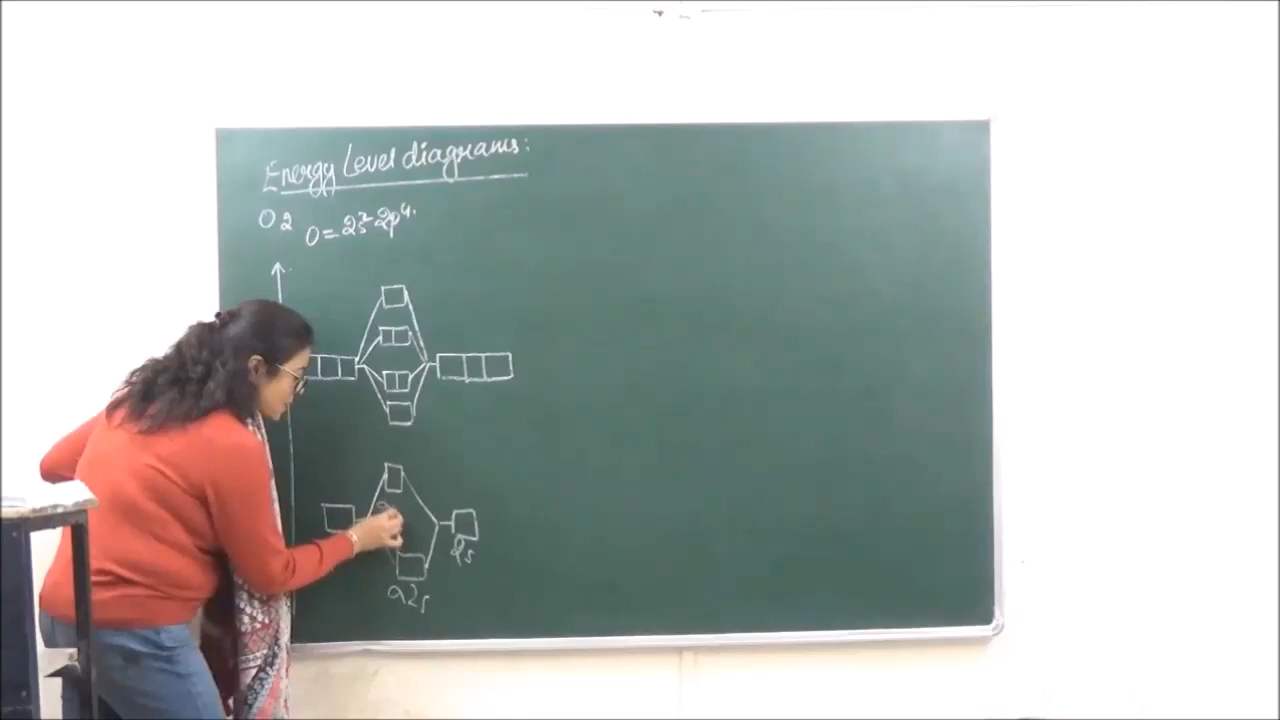 Energy Level diagrams:
O2 O = 2s² 2p⁴.
2s
σ2s